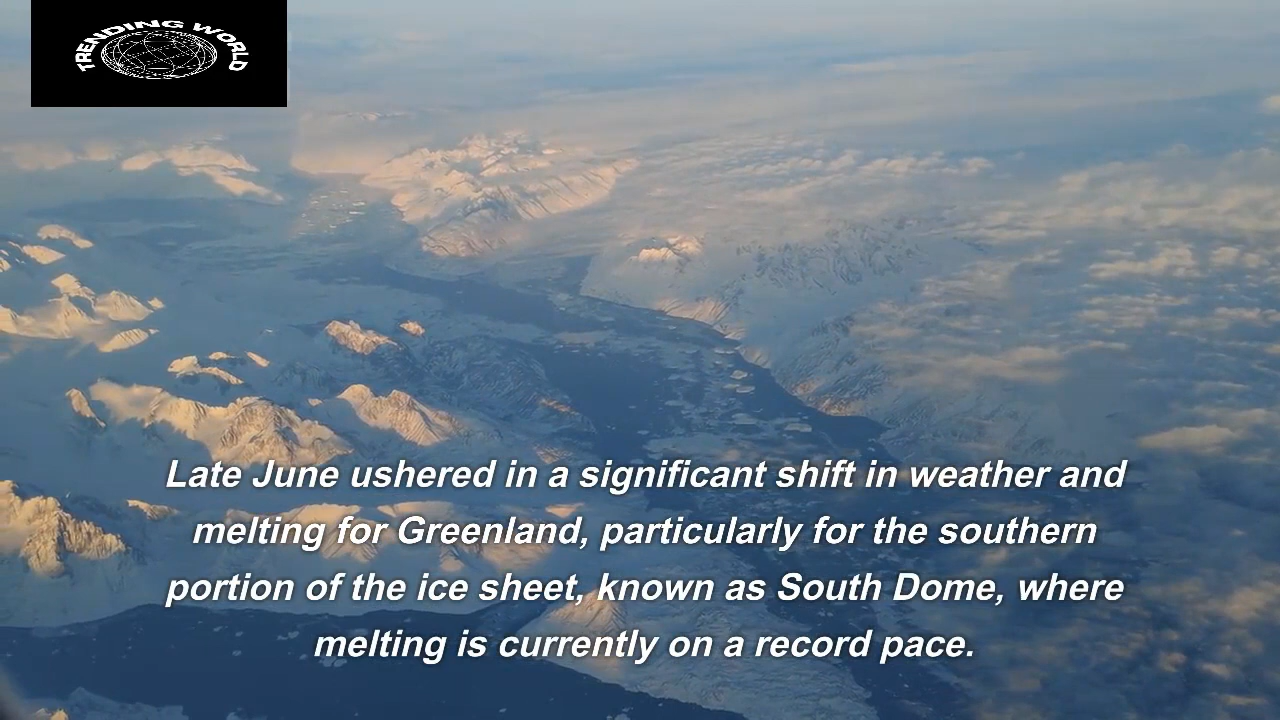 TRENDING WORLD
Late June ushered in a significant shift in weather and
melting for Greenland, particularly for the southern
portion of the ice sheet, known as South Dome, where
melting is currently on a record pace.